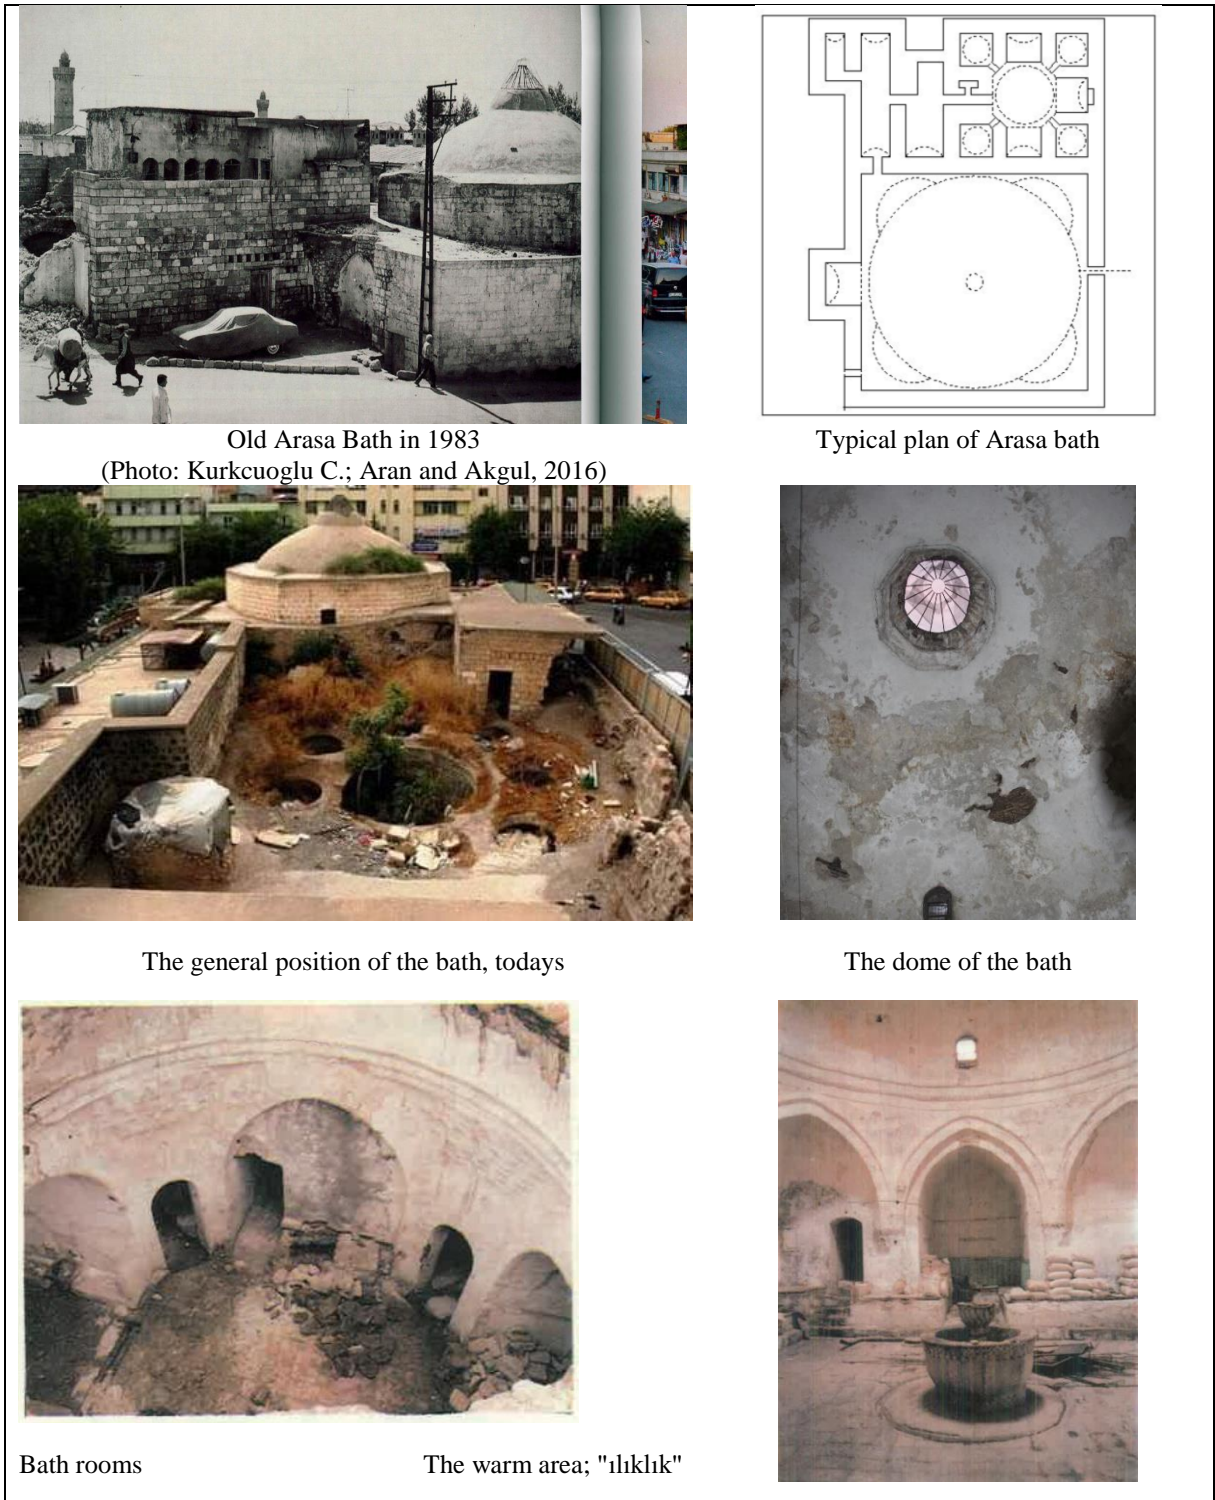 Old Arasa Bath in 1983
(Photo: Kurkcuoglu C.; Aran and Akgul, 2016)
Typical plan of Arasa bath
The general position of the bath, todays
The dome of the bath
Bath rooms
The warm area; "ılıklık"